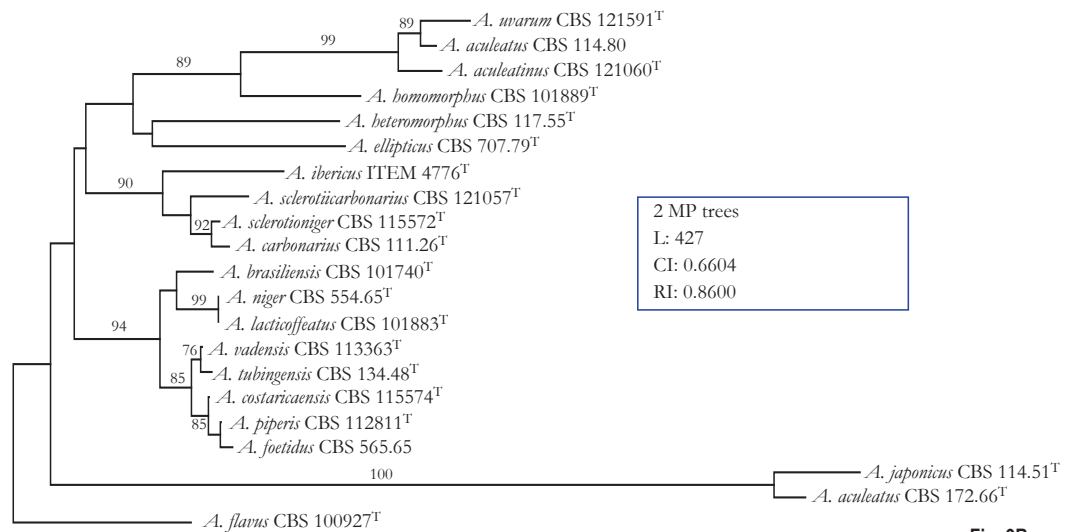 A. uvarum CBS 121591T
89
A. aculeatus CBS 114.80
99
A. aculeatinus CBS 121060T
89
A. homomorphus CBS 101889T
A. heteromorphus CBS 117.55T
A. ellipticus CBS 707.79T
A. ibericus ITEM 4776T
90
A. sclerotiicarbonarius CBS 121057T
92
A. sclerotioniger CBS 115572T
A. carbonarius CBS 111.26T
2 MP trees
L: 427
CI: 0.6604
RI: 0.8600
A. brasiliensis CBS 101740T
99
A. niger CBS 554.65T
A. lacticoffeatus CBS 101883T
94
76
A. vadensis CBS 113363T
A. tubingensis CBS 134.48T
85
A. costaricaensis CBS 115574T
85
A. piperis CBS 112811T
A. foetidus CBS 565.65
100
A. japonicus CBS 114.51T
A. aculeatus CBS 172.66T
A. flavus CBS 100927T